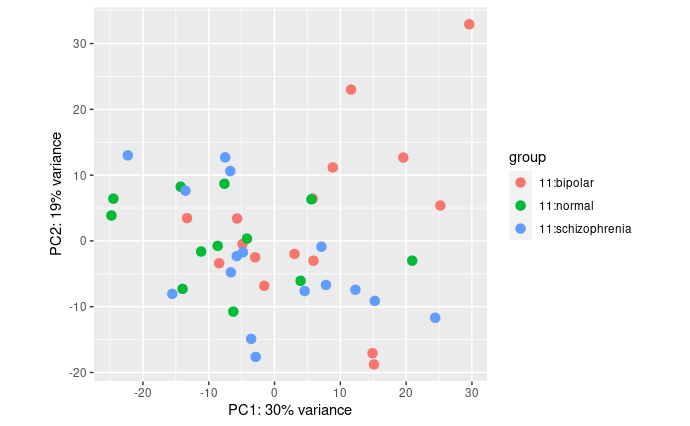 30
20
10
0
-10
-20
-20
-10
0
10
20
30
PC2: 19% variance
PC1: 30% variance
group
11:bipolar
11:normal
11:schizophrenia